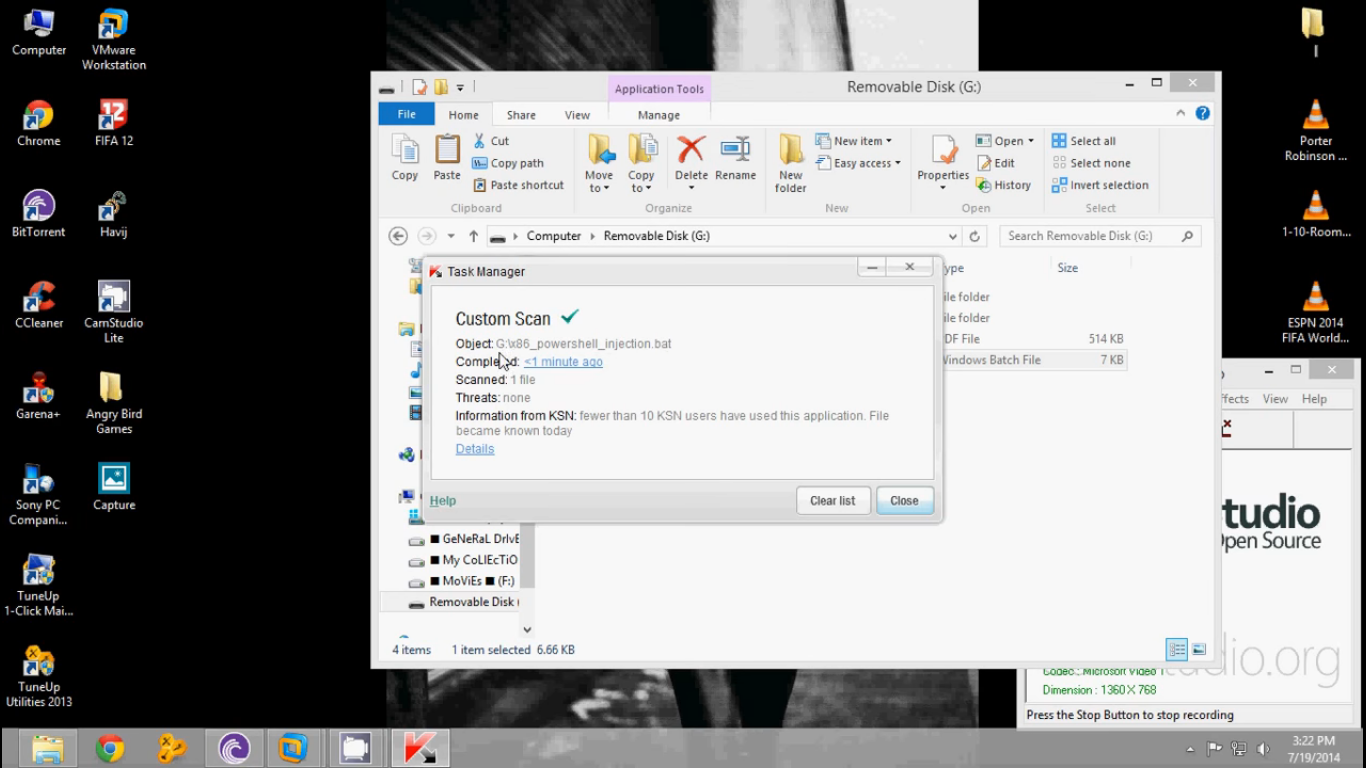 Computer
VMware
Workstation
Chrome
FIFA 12
BitTorrent
Havij
CCleaner
CamStudio
Lite
Garena+
Angry Bird
Games
Sony PC
Compani...
Capture
TuneUp
1-Click Mai...
TuneUp
Utilities 2013
Application Tools
Removable Disk (G:)
File Home Share View Manage
Copy
Paste
Cut
Copy path
Paste shortcut
Clipboard
Move
to
Copy
to
Delete
Rename
Organize
New
folder
New item
Easy access
New
Properties
Open
Edit
History
Open
Select all
Select none
Invert selection
Select
Computer Removable Disk (G:)
Search Removable Disk (G:)
ype Size
ile folder
ile folder
DF File 514 KB
Windows Batch File 7 KB
Task Manager
Custom Scan
Object: G:\x86_powershell_injection.bat
Completed: <1 minute ago
Scanned: 1 file
Threats: none
Information from KSN: fewer than 10 KSN users have used this application. File
became known today
Details
Help
Clear list
Close
■ GeNeRaL DrIvE
■ My CoLlEcTiO
■ MoViEs ■ (F:)
Removable Disk (
4 items 1 item selected 6.66 KB
I
Porter
Robinson ...
1-10-Room...
ESPN 2014
FIFA World...
ffects View Help
tudio
Open Source
tudio.org
Codec : Microsoft Video 1
Dimension : 1360 X 768
Press the Stop Button to stop recording
3:22 PM
7/19/2014